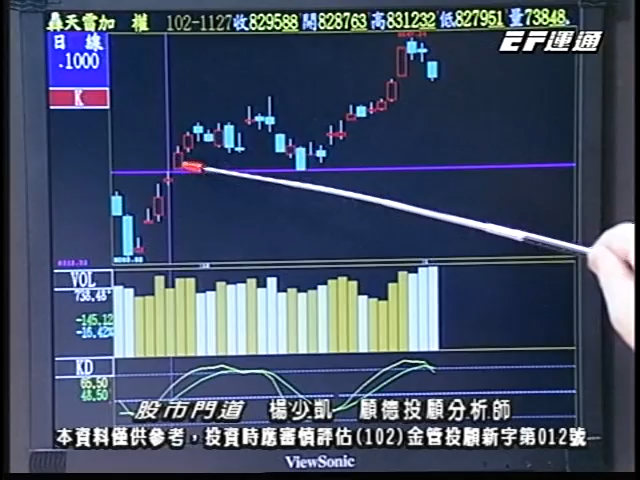 轟天雷加 權 102-1127收829588 開828763 高831232 低827951 量73848.
日 線
EF運通
.1000
K
VOL
738.48
-145.12
-16.42%
KD
65.50
48.50
股市門道 楊少凱 願德投顧分析師
本資料僅供參考，投資時應審慎評估(102)金管投顧新字第012號
ViewSonic